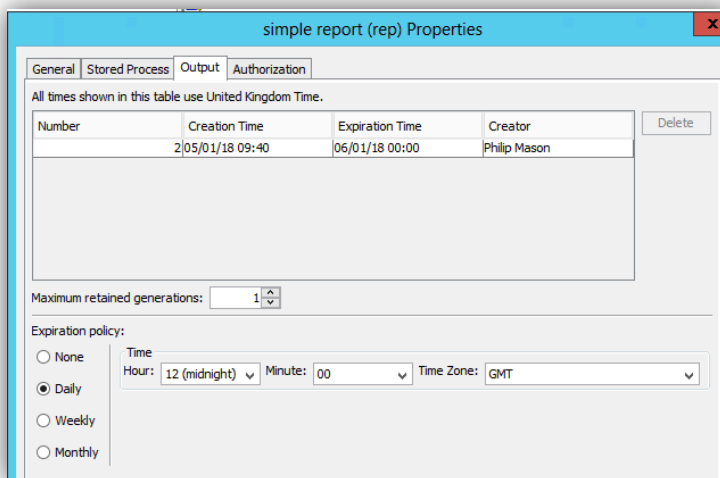 simple report (rep) Properties
x
General Stored Process Output Authorization
All times shown in this table use United Kingdom Time.
Number Creation Time Expiration Time Creator Delete
2 05/01/18 09:40 06/01/18 00:00 Philip Mason
Maximum retained generations: 1
Expiration policy:
None
Time
Hour: 12 (midnight) Minute: 00 Time Zone: GMT
Daily
Weekly
Monthly